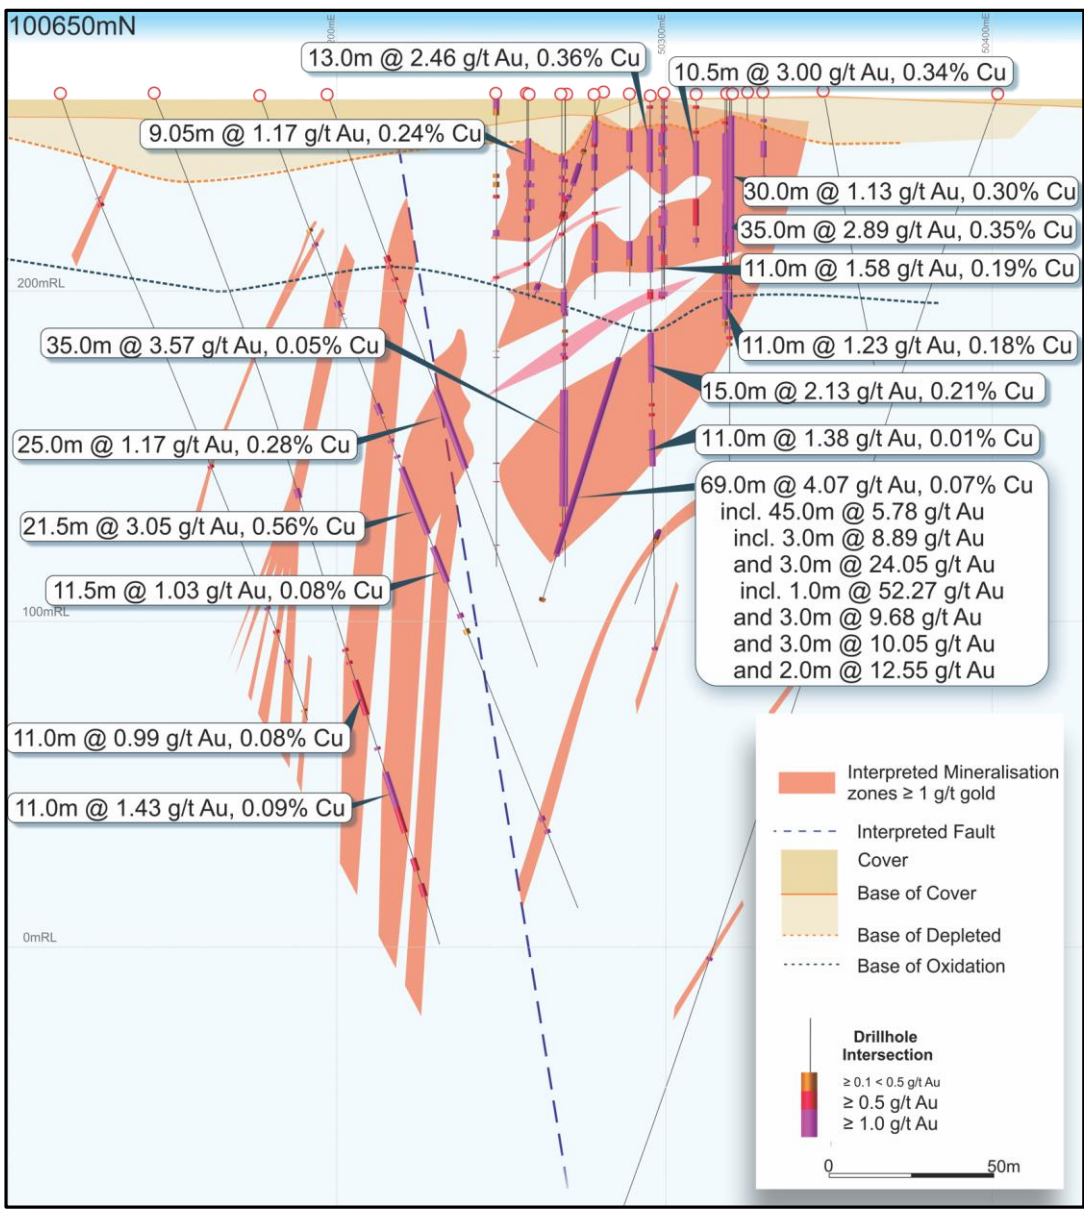 100650mN
200mE
50300mE
50400mE
13.0m @ 2.46 g/t Au, 0.36% Cu
10.5m @ 3.00 g/t Au, 0.34% Cu
9.05m @ 1.17 g/t Au, 0.24% Cu
30.0m @ 1.13 g/t Au, 0.30% Cu
35.0m @ 2.89 g/t Au, 0.35% Cu
11.0m @ 1.58 g/t Au, 0.19% Cu
200mRL
35.0m @ 3.57 g/t Au, 0.05% Cu
11.0m @ 1.23 g/t Au, 0.18% Cu
15.0m @ 2.13 g/t Au, 0.21% Cu
25.0m @ 1.17 g/t Au, 0.28% Cu
11.0m @ 1.38 g/t Au, 0.01% Cu
69.0m @ 4.07 g/t Au, 0.07% Cu
incl. 45.0m @ 5.78 g/t Au
incl. 3.0m @ 8.89 g/t Au
and 3.0m @ 24.05 g/t Au
incl. 1.0m @ 52.27 g/t Au
and 3.0m @ 9.68 g/t Au
and 3.0m @ 10.05 g/t Au
and 2.0m @ 12.55 g/t Au
21.5m @ 3.05 g/t Au, 0.56% Cu
11.5m @ 1.03 g/t Au, 0.08% Cu
100mRL
11.0m @ 0.99 g/t Au, 0.08% Cu
11.0m @ 1.43 g/t Au, 0.09% Cu
0mRL
Interpreted Mineralisation
zones ≥ 1 g/t gold
Interpreted Fault
Cover
Base of Cover
Base of Depleted
Base of Oxidation
Drillhole
Intersection
≥ 0.1 < 0.5 g/t Au
≥ 0.5 g/t Au
≥ 1.0 g/t Au
0 50m